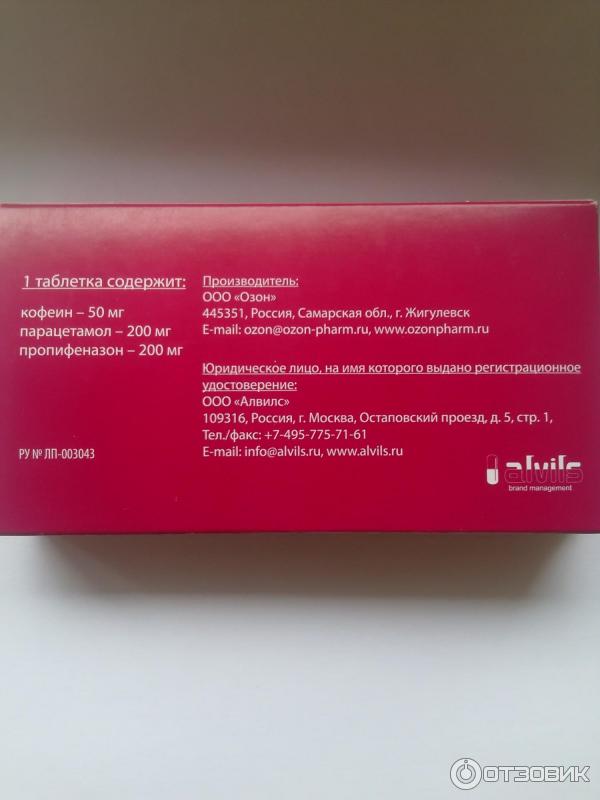 1 таблетка содержит:
кофеин – 50 мг
парацетамол – 200 мг
пропифеназон – 200 мг
РУ № ЛП-003043
Производитель:
ООО «Озон»
445351, Россия, Самарская обл., г. Жигулевск
E-mail: ozon@ozon-pharm.ru, www.ozonpharm.ru
Юридическое лицо, на имя которого выдано регистрационное
удостоверение:
ООО «Алвилс»
109316, Россия, г. Москва, Остаповский проезд, д. 5, стр. 1,
Тел./факс: +7-495-775-71-61
E-mail: info@alvils.ru, www.alvils.ru
alvils
brand management
ОТЗОВИК